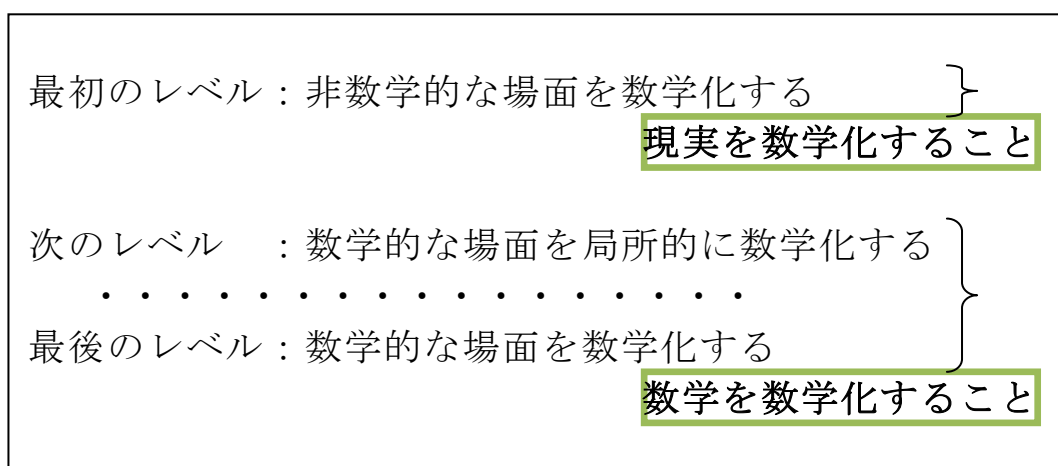 最初のレベル：非数学的な場面を数学化する
現実を数学化すること
次のレベル　：数学的な場面を局所的に数学化する
・・・・・・・・・・・・・・・・・
最後のレベル：数学的な場面を数学化する
数学を数学化すること